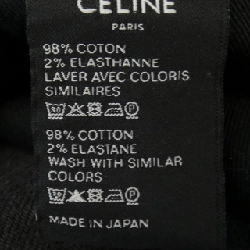 CELINE
PARIS
98% COTON
2% ELASTHANNE
LAVER AVEC COLORIS
SIMILAIRES
98% COTTON
2% ELASTANE
WASH WITH SIMILAR
COLORS
MADE IN JAPAN